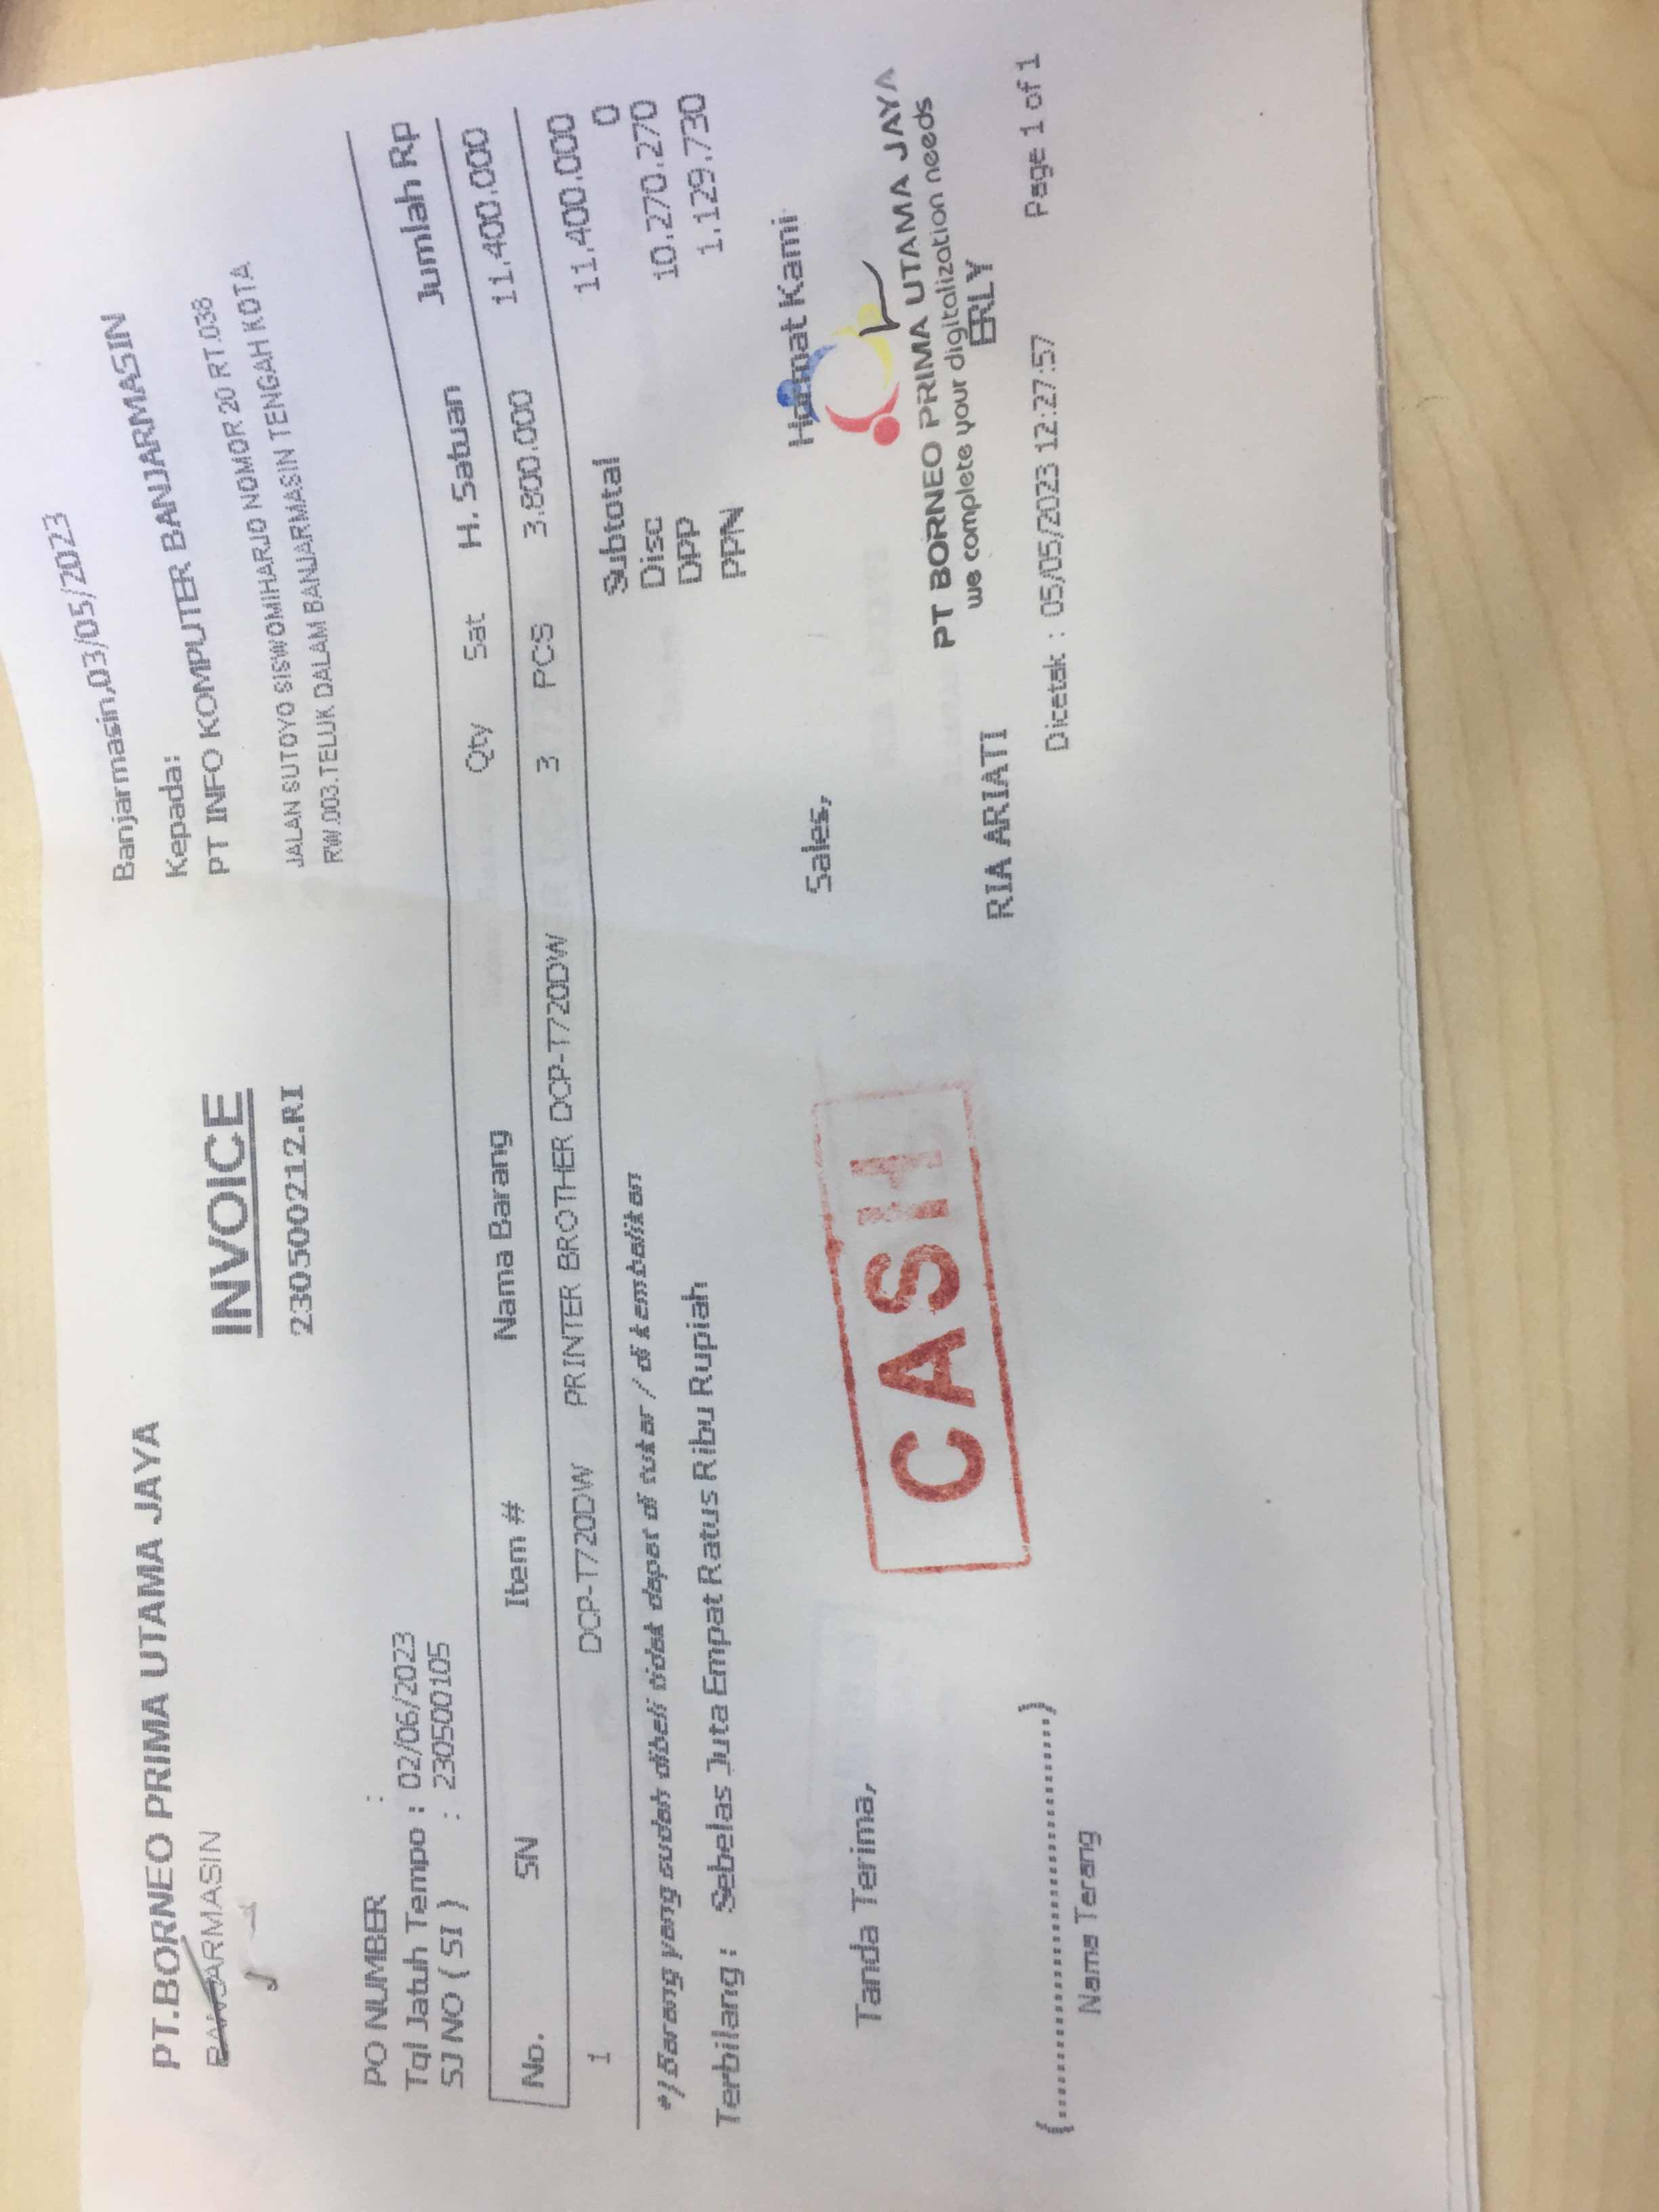 PT.BORNEO PRIMA UTAMA JAYA
BANJARMASIN
INVOICE
230500212.RI
Banjarmasin,03/05/2023
Kepada:
PT INFO KOMPUTER BANJARMASIN
JALAN SUTOYO SISWOMIHARJO NOMOR 20 RT.038
RW.003.TELUK DALAM BANJARMASIN TENGAH KOTA
PO NUMBER :
Tgl Jatuh Tempo : 02/06/2023
SJ NO ( SI ) : 230500105
No. SN Item # Nama Barang Qty Sat H. Satuan Jumlah Rp
1 DCP-T720DW PRINTER BROTHER DCP-T720DW 3 PCS 3.800.000 11.400.000
*) Barang yang sudah dibeli tidak dapat di tukar / di kembalikan
Subtotal 11.400.000
Disc 0
DPP 10.270.270
PPN 1.129.730
Terbilang : Sebelas Juta Empat Ratus Ribu Rupiah
Tanda Terima,
Sales,
Hormat Kami
CASH
PT BORNEO PRIMA UTAMA JAYA
we complete your digitalization needs
RIA ARIATI
ERLY
(........................................)
Nama Terang
Dicetak : 05/05/2023 12:27:57 Page 1 of 1